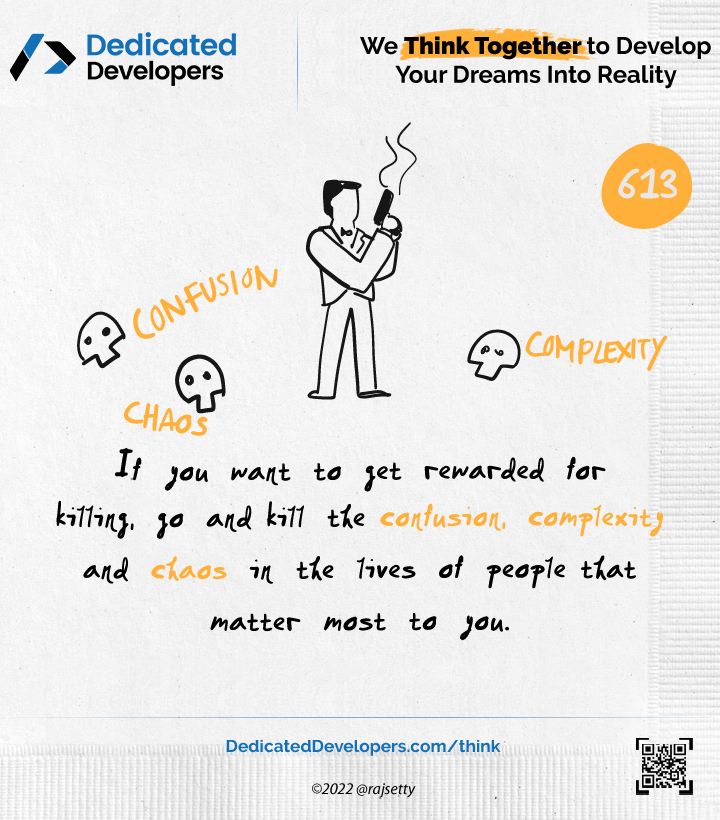 Dedicated
Developers
We Think Together to Develop
Your Dreams Into Reality
613
CONFUSION
COMPLEXITY
CHAOS
If you want to get rewarded for
killing, go and kill the confusion, complexity
and chaos in the lives of people that
matter most to you.
DedicatedDevelopers.com/think
©2022 @rajsetty